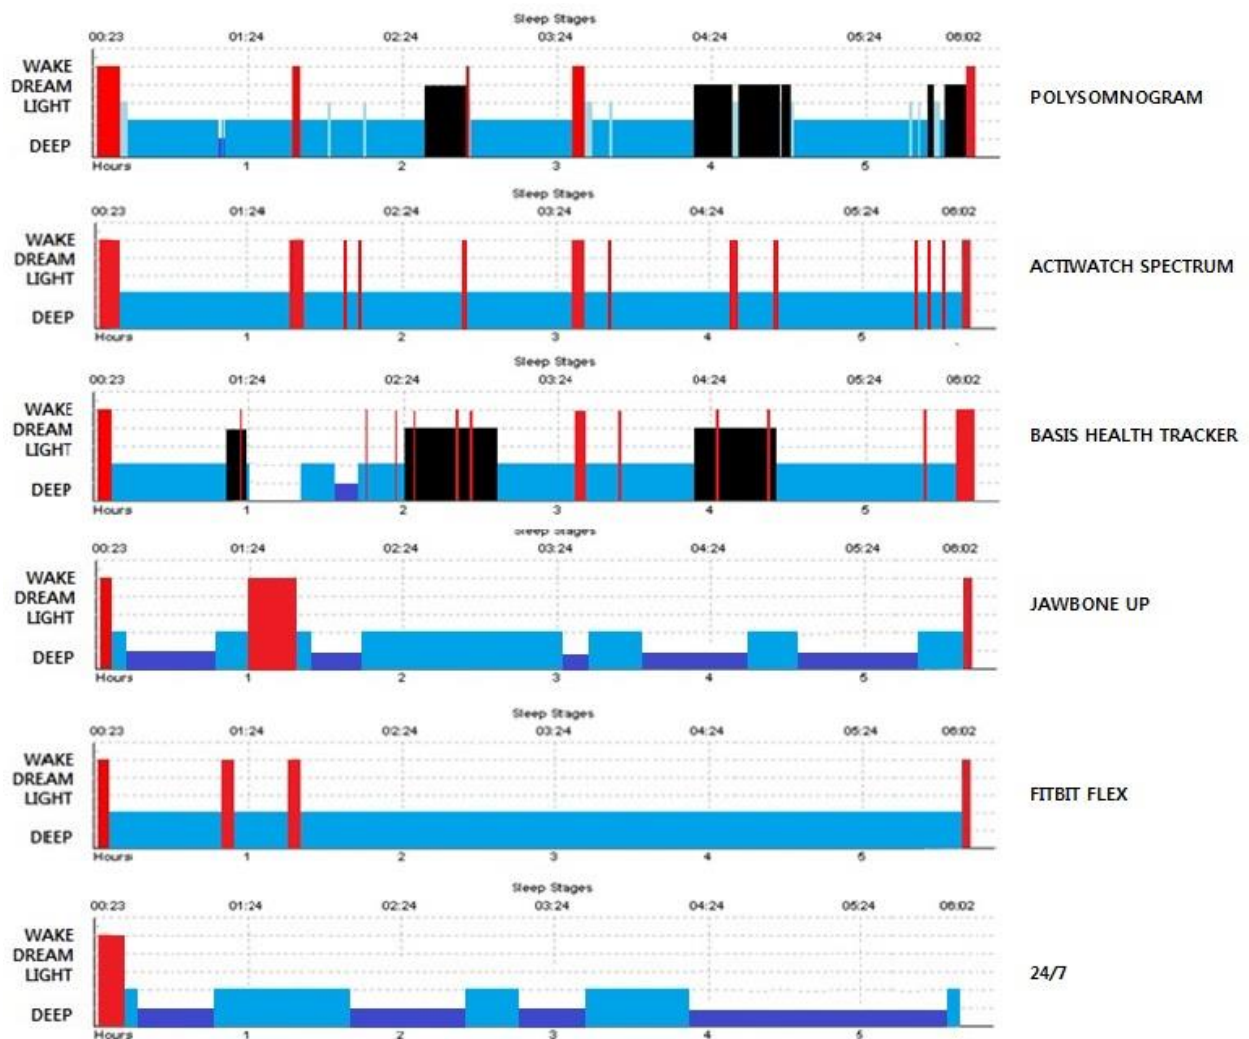 Sleep Stages
00:23 01:24 02:24 03:24 04:24 05:24 06:02
WAKE
DREAM
LIGHT
DEEP
Hours 1 2 3 4 5
POLYSOMNOGRAM
Sleep Stages
00:23 01:24 02:24 03:24 04:24 05:24 06:02
WAKE
DREAM
LIGHT
DEEP
Hours 1 2 3 4 5
ACTIWATCH SPECTRUM
Sleep Stages
00:23 01:24 02:24 03:24 04:24 05:24 06:02
WAKE
DREAM
LIGHT
DEEP
Hours 1 2 3 4 5
BASIS HEALTH TRACKER
Sleep Stages
00:23 01:24 02:24 03:24 04:24 05:24 06:02
WAKE
DREAM
LIGHT
DEEP
Hours 1 2 3 4 5
JAWBONE UP
Sleep Stages
00:23 01:24 02:24 03:24 04:24 05:24 06:02
WAKE
DREAM
LIGHT
DEEP
Hours 1 2 3 4 5
FITBIT FLEX
Sleep Stages
00:23 01:24 02:24 03:24 04:24 05:24 06:02
WAKE
DREAM
LIGHT
DEEP
Hours 1 2 3 4 5
24/7